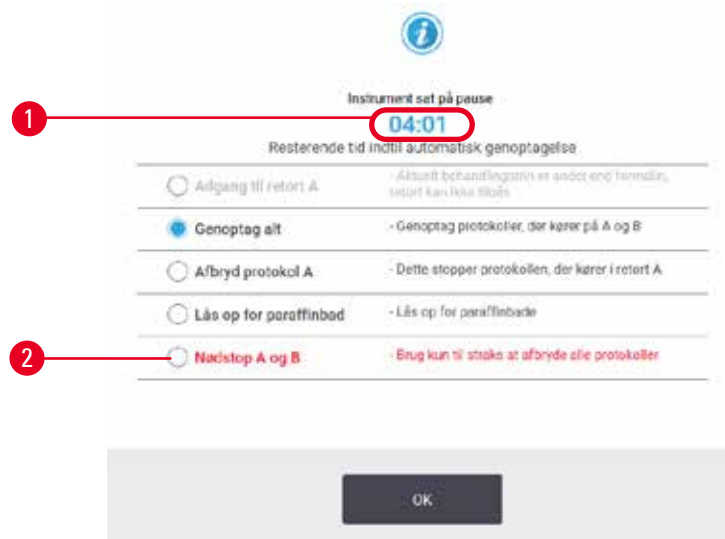 i
Instrument sat på pause
1
04:01
Resterende tid indtil automatisk genoptagelse
Adgang til retort A
- Aktuelt behandlingstrin er andet end formalin,
retort kan ikke tilgås
Genoptag alt
- Genoptag protokoller, der kører på A og B
Afbryd protokol A
- Dette stopper protokollen, der kører i retort A
Lås op for paraffinbad
- Lås op for paraffinbade
2
Nødstop A og B
- Brug kun til straks at afbryde alle protokoller
OK